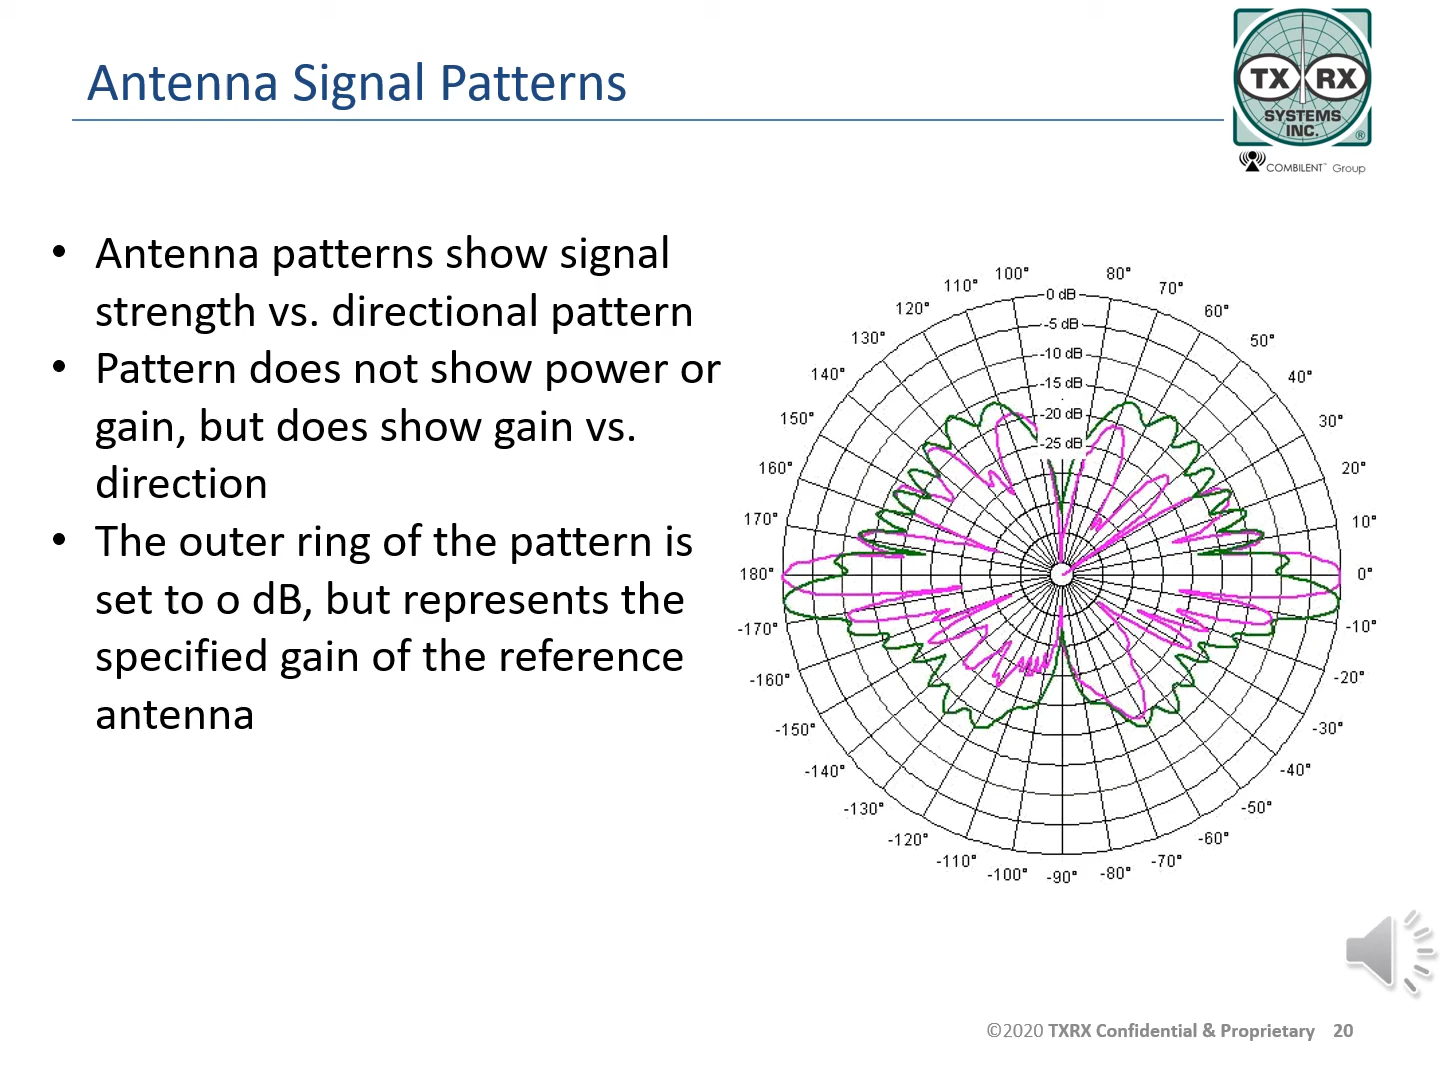 Antenna Signal Patterns
TX RX
SYSTEMS
INC.
®
COMBILENT™ Group
• Antenna patterns show signal
strength vs. directional pattern
• Pattern does not show power or
gain, but does show gain vs.
direction
• The outer ring of the pattern is
set to o dB, but represents the
specified gain of the reference
antenna
100° 80°
110° 0 dB 70°
120° -5 dB 60°
130° -10 dB 50°
140° -15 dB 40°
150° -20 dB 30°
160° -25 dB 20°
170° 10°
180° 0°
-170° -10°
-160° -20°
-150° -30°
-140° -40°
-130° -50°
-120° -60°
-110° -70°
-100° -90° -80°
©2020 TXRX Confidential & Proprietary 20